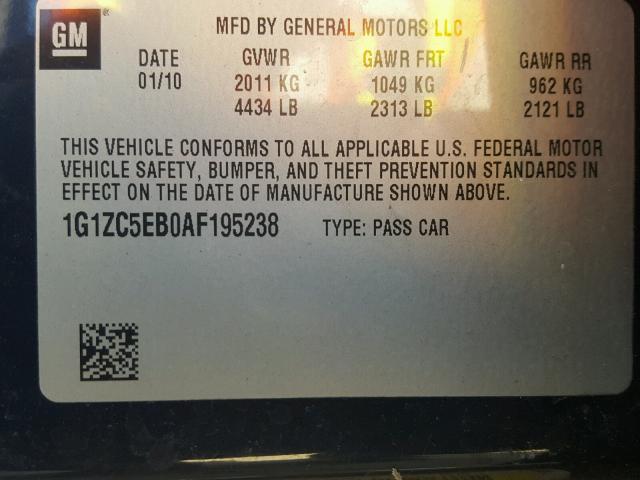 GM
®
MFD BY GENERAL MOTORS LLC
DATE GVWR GAWR FRT GAWR RR
01/10 2011 KG 1049 KG 962 KG
4434 LB 2313 LB 2121 LB
THIS VEHICLE CONFORMS TO ALL APPLICABLE U.S. FEDERAL MOTOR
VEHICLE SAFETY, BUMPER, AND THEFT PREVENTION STANDARDS IN
EFFECT ON THE DATE OF MANUFACTURE SHOWN ABOVE.
1G1ZC5EB0AF195238 TYPE: PASS CAR